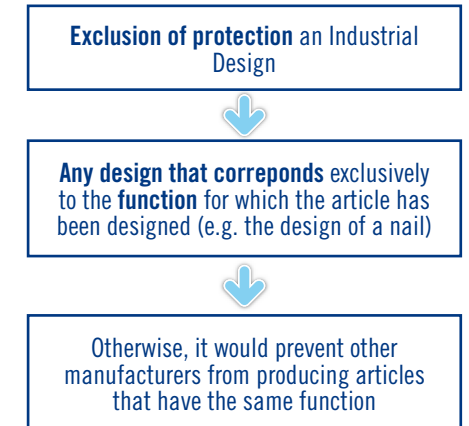 Exclusion of protection an Industrial
Design
Any design that correponds exclusively
to the function for which the article has
been designed (e.g. the design of a nail)
Otherwise, it would prevent other
manufacturers from producing articles
that have the same function